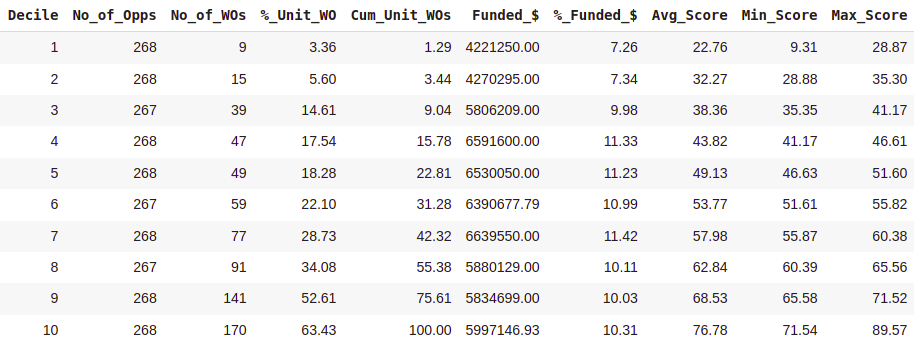 Decile No_of_Opps No_of_WOs %_Unit_WO Cum_Unit_WOs Funded_$ %_Funded_$ Avg_Score Min_Score Max_Score
1 268 9 3.36 1.29 4221250.00 7.26 22.76 9.31 28.87
2 268 15 5.60 3.44 4270295.00 7.34 32.27 28.88 35.30
3 267 39 14.61 9.04 5806209.00 9.98 38.36 35.35 41.17
4 268 47 17.54 15.78 6591600.00 11.33 43.82 41.17 46.61
5 268 49 18.28 22.81 6530050.00 11.23 49.13 46.63 51.60
6 267 59 22.10 31.28 6390677.79 10.99 53.77 51.61 55.82
7 268 77 28.73 42.32 6639550.00 11.42 57.98 55.87 60.38
8 267 91 34.08 55.38 5880129.00 10.11 62.84 60.39 65.56
9 268 141 52.61 75.61 5834699.00 10.03 68.53 65.58 71.52
10 268 170 63.43 100.00 5997146.93 10.31 76.78 71.54 89.57